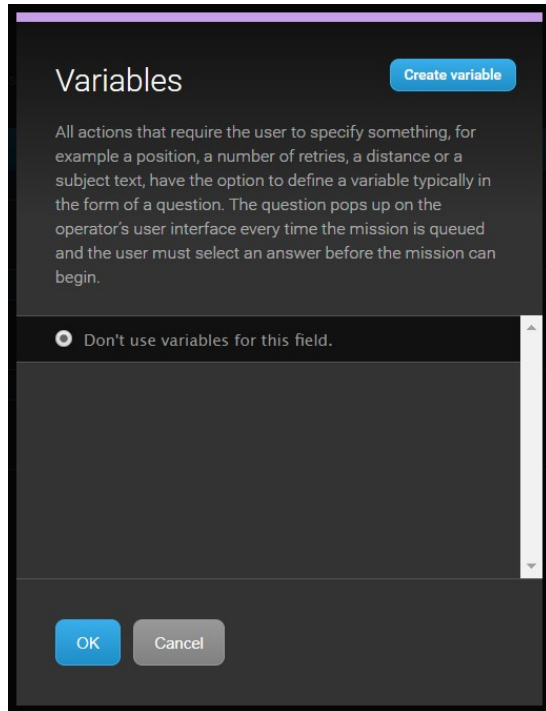 Variables
Create variable
All actions that require the user to specify something, for
example a position, a number of retries, a distance or a
subject text, have the option to define a variable typically in
the form of a question. The question pops up on the
operator's user interface every time the mission is queued
and the user must select an answer before the mission can
begin.
Don't use variables for this field.
OK
Cancel